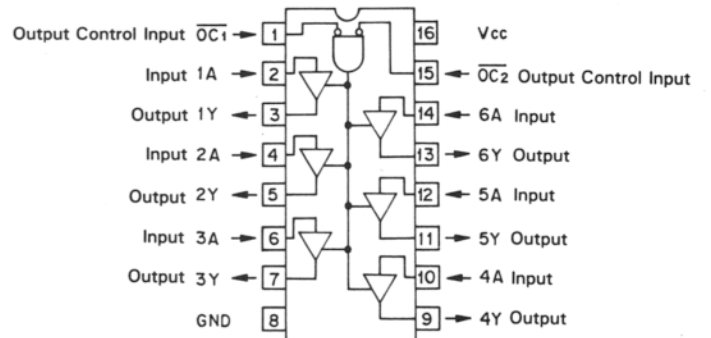 Output Control Input OC1 1 16 Vcc
Input 1A 2 15 OC2 Output Control Input
Output 1Y 3 14 6A Input
Input 2A 4 13 6Y Output
Output 2Y 5 12 5A Input
Input 3A 6 11 5Y Output
Output 3Y 7 10 4A Input
GND 8 9 4Y Output